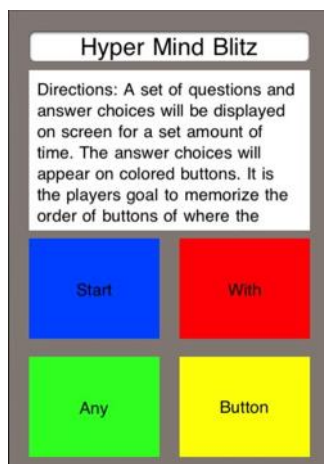 Hyper Mind Blitz
Directions: A set of questions and
answer choices will be displayed
on screen for a set amount of
time. The answer choices will
appear on colored buttons. It is
the players goal to memorize the
order of buttons of where the
Start
With
Any
Button